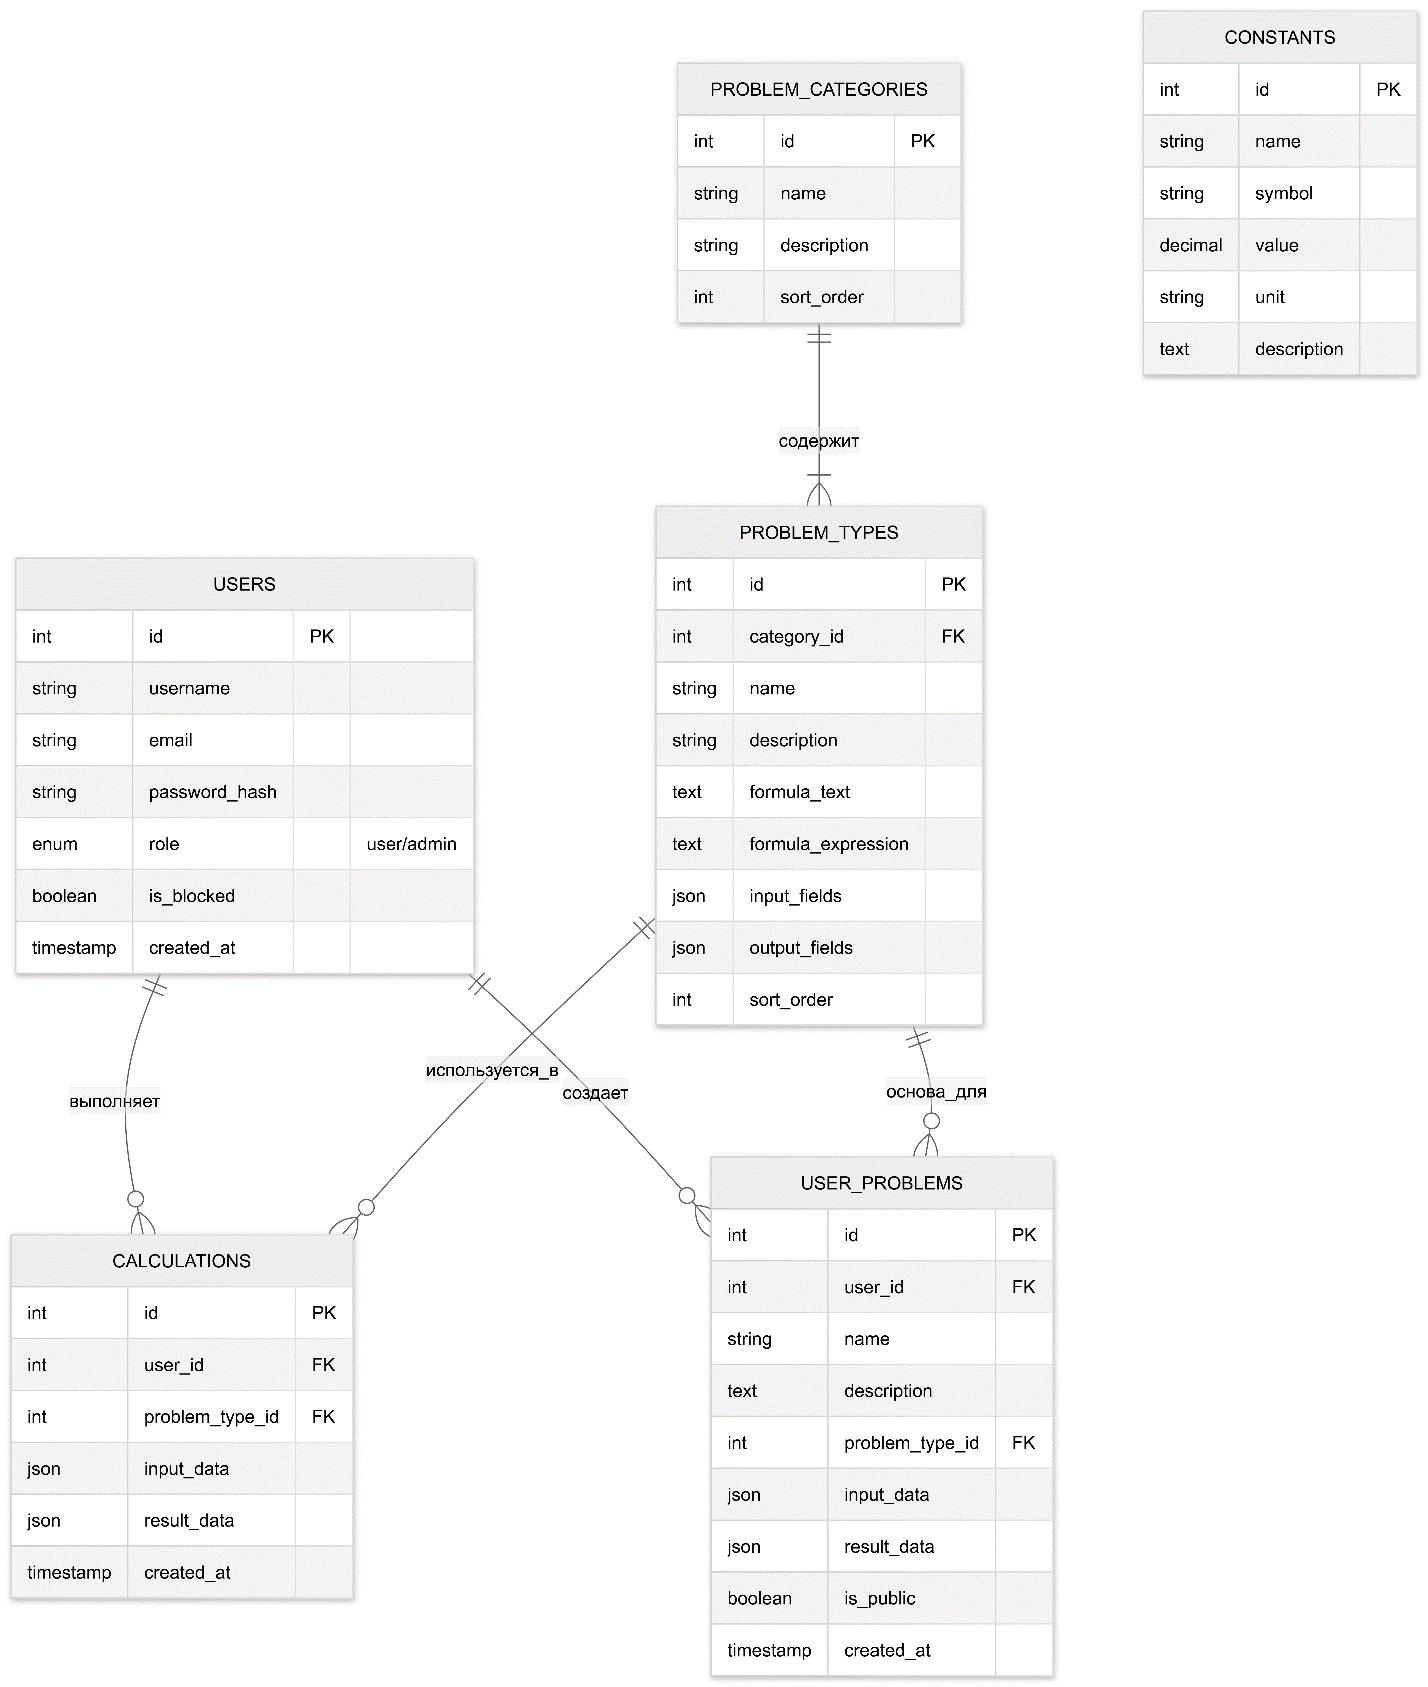 CONSTANTS
int id PK
string name
string symbol
decimal value
string unit
text description
PROBLEM_CATEGORIES
int id PK
string name
string description
int sort_order
содержит
PROBLEM_TYPES
int id PK
int category_id FK
string name
string description
text formula_text
text formula_expression
json input_fields
json output_fields
int sort_order
USERS
int id PK
string username
string email
string password_hash
enum role user/admin
boolean is_blocked
timestamp created_at
выполняет
используется_в
создает
основа_для
CALCULATIONS
int id PK
int user_id FK
int problem_type_id FK
json input_data
json result_data
timestamp created_at
USER_PROBLEMS
int id PK
int user_id FK
string name
text description
int problem_type_id FK
json input_data
json result_data
boolean is_public
timestamp created_at